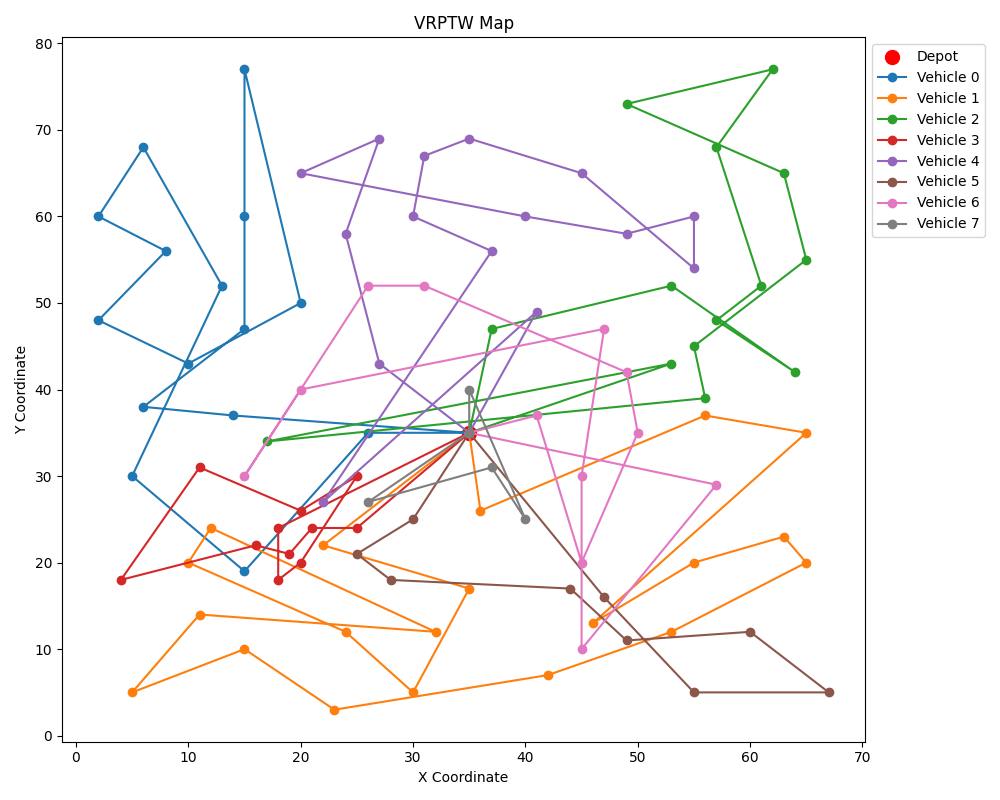 VRPTW Map
Y Coordinate
80
70
60
50
40
30
20
10
0
0 10 20 30 40 50 60 70
X Coordinate
Depot
Vehicle 0
Vehicle 1
Vehicle 2
Vehicle 3
Vehicle 4
Vehicle 5
Vehicle 6
Vehicle 7